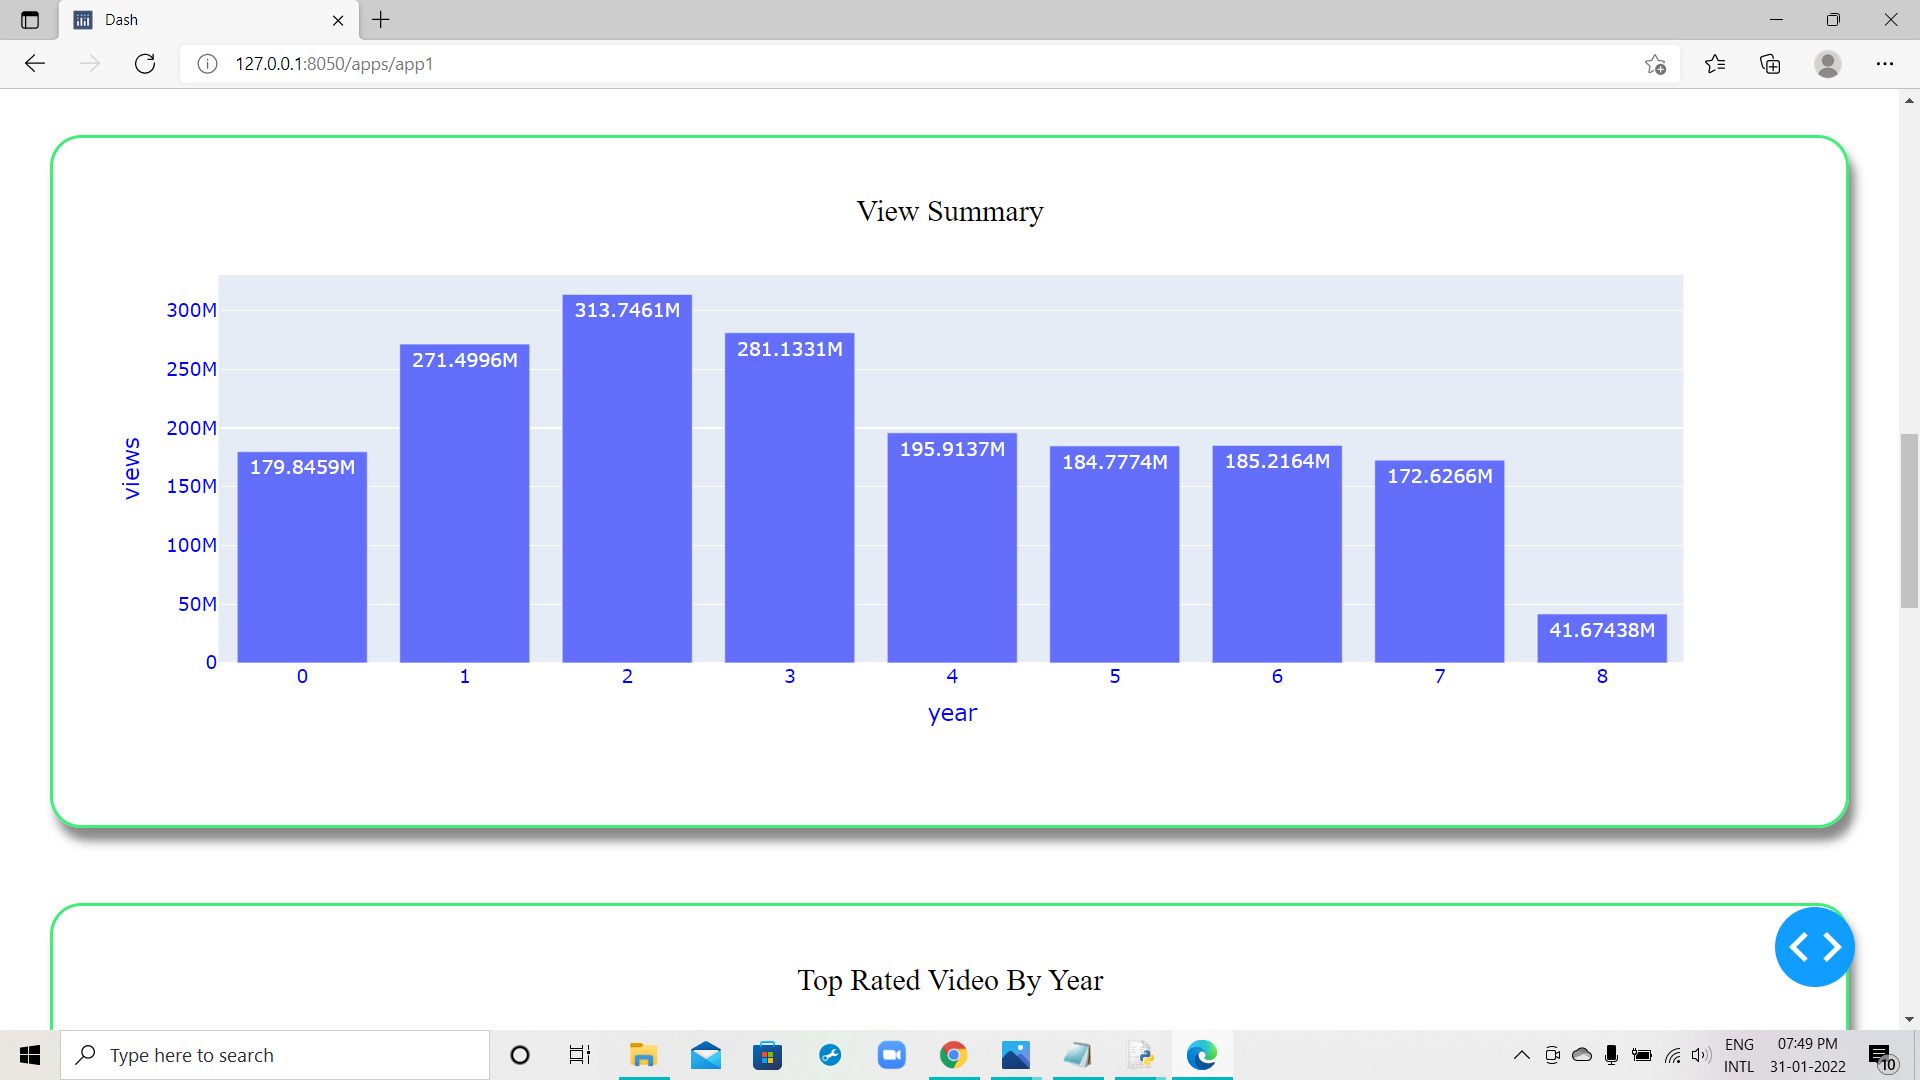 Dash
127.0.0.1:8050/apps/app1
View Summary
300M
250M
200M
150M
100M
50M
0
views
179.8459M
271.4996M
313.7461M
281.1331M
195.9137M
184.7774M
185.2164M
172.6266M
41.67438M
0 1 2 3 4 5 6 7 8
year
Top Rated Video By Year
Type here to search
ENG
INTL
07:49 PM
31-01-2022
10